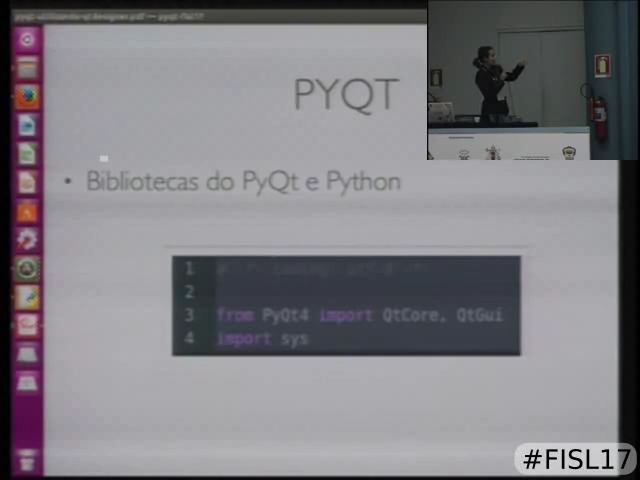 PYQT
• Bibliotecas do PyQt e Python
1
2
3 from PyQt4 import QtCore, QtGui
4 import sys
#FISL17